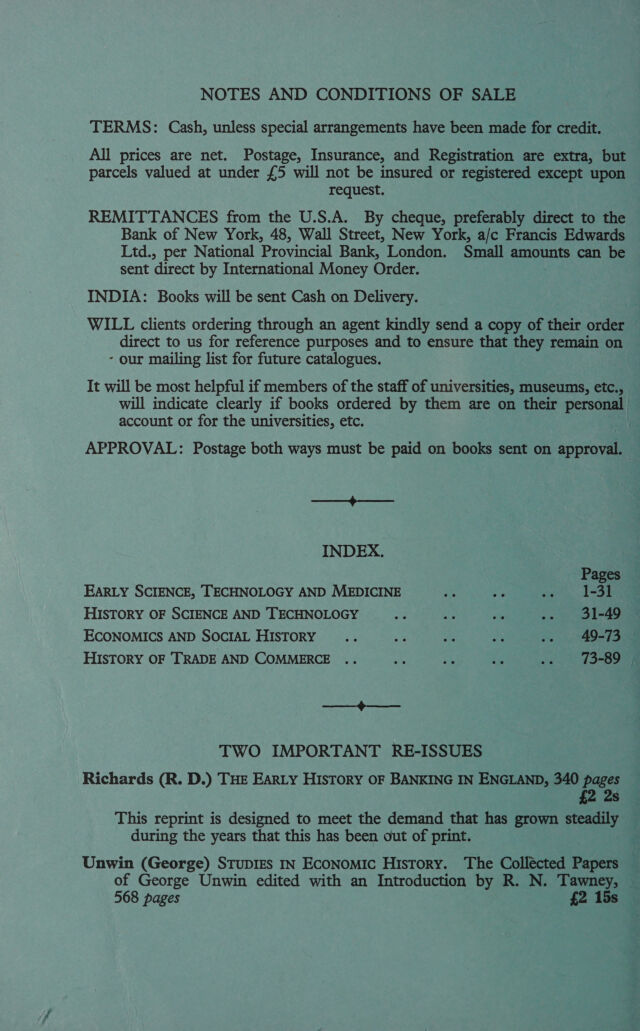 NOTES AND CONDITIONS OF SALE
TERMS: Cash, unless special arrangements have been made for credit.
All prices are net. Postage, Insurance, and Registration are extra, but
parcels valued at under £5 will not be insured or registered except upon
request.
REMITTANCES from the U.S.A. By cheque, preferably direct to the
Bank of New York, 48, Wall Street, New York, a/c Francis Edwards
Ltd., per National Provincial Bank, London. Small amounts can be
sent direct by International Money Order.
INDIA: Books will be sent Cash on Delivery.
WILL clients ordering through an agent kindly send a copy of their order
direct to us for reference purposes and to ensure that they remain on
our mailing list for future catalogues.
It will be most helpful if members of the staff of universities, museums, etc.,
will indicate clearly if books ordered by them are on their personal
account or for the universities, etc.
APPROVAL: Postage both ways must be paid on books sent on approval.
INDEX.
Pages
EARLY SCIENCE, TECHNOLOGY AND MEDICINE .. .. .. 1-31
HISTORY OF SCIENCE AND TECHNOLOGY .. .. .. .. 31-49
ECONOMICS AND SOCIAL HISTORY .. .. .. .. .. 49-73
HISTORY OF TRADE AND COMMERCE .. .. .. .. .. 73-89
TWO IMPORTANT RE-ISSUES
Richards (R. D.) THE EARLY HISTORY OF BANKING IN ENGLAND, 340 pages
£2 2s
This reprint is designed to meet the demand that has grown steadily
during the years that this has been out of print.
Unwin (George) STUDIES IN ECONOMIC HISTORY. The Collected Papers
of George Unwin edited with an Introduction by R. N. Tawney,
568 pages £2 15s